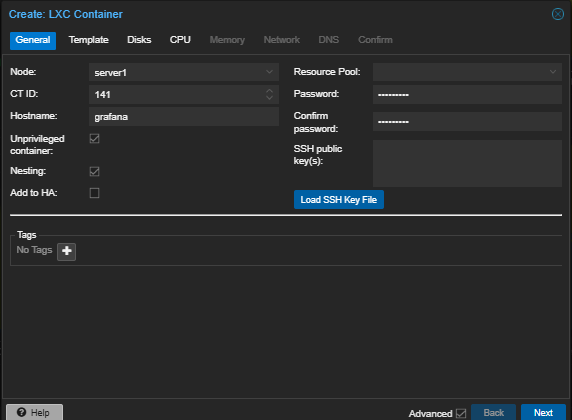 Create: LXC Container
General Template Disks CPU Memory Network DNS Confirm
Node: server1 Resource Pool:
CT ID: 141 Password: ---------
Hostname: grafana Confirm password: ---------
Unprivileged container: SSH public key(s):
Nesting:
Add to HA: Load SSH Key File
Tags
No Tags
Help Advanced Back Next